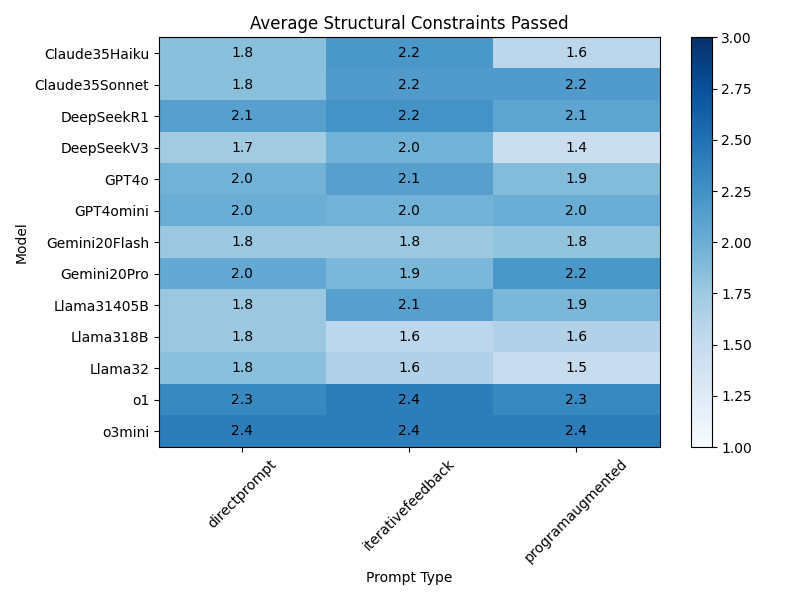 Average Structural Constraints Passed
Model
Claude35Haiku 1.8 2.2 1.6
Claude35Sonnet 1.8 2.2 2.2
DeepSeekR1 2.1 2.2 2.1
DeepSeekV3 1.7 2.0 1.4
GPT4o 2.0 2.1 1.9
GPT4omini 2.0 2.0 2.0
Gemini20Flash 1.8 1.8 1.8
Gemini20Pro 2.0 1.9 2.2
Llama31405B 1.8 2.1 1.9
Llama318B 1.8 1.6 1.6
Llama32 1.8 1.6 1.5
o1 2.3 2.4 2.3
o3mini 2.4 2.4 2.4
directprompt iterativefeedback programaugmented
Prompt Type
3.00
2.75
2.50
2.25
2.00
1.75
1.50
1.25
1.00